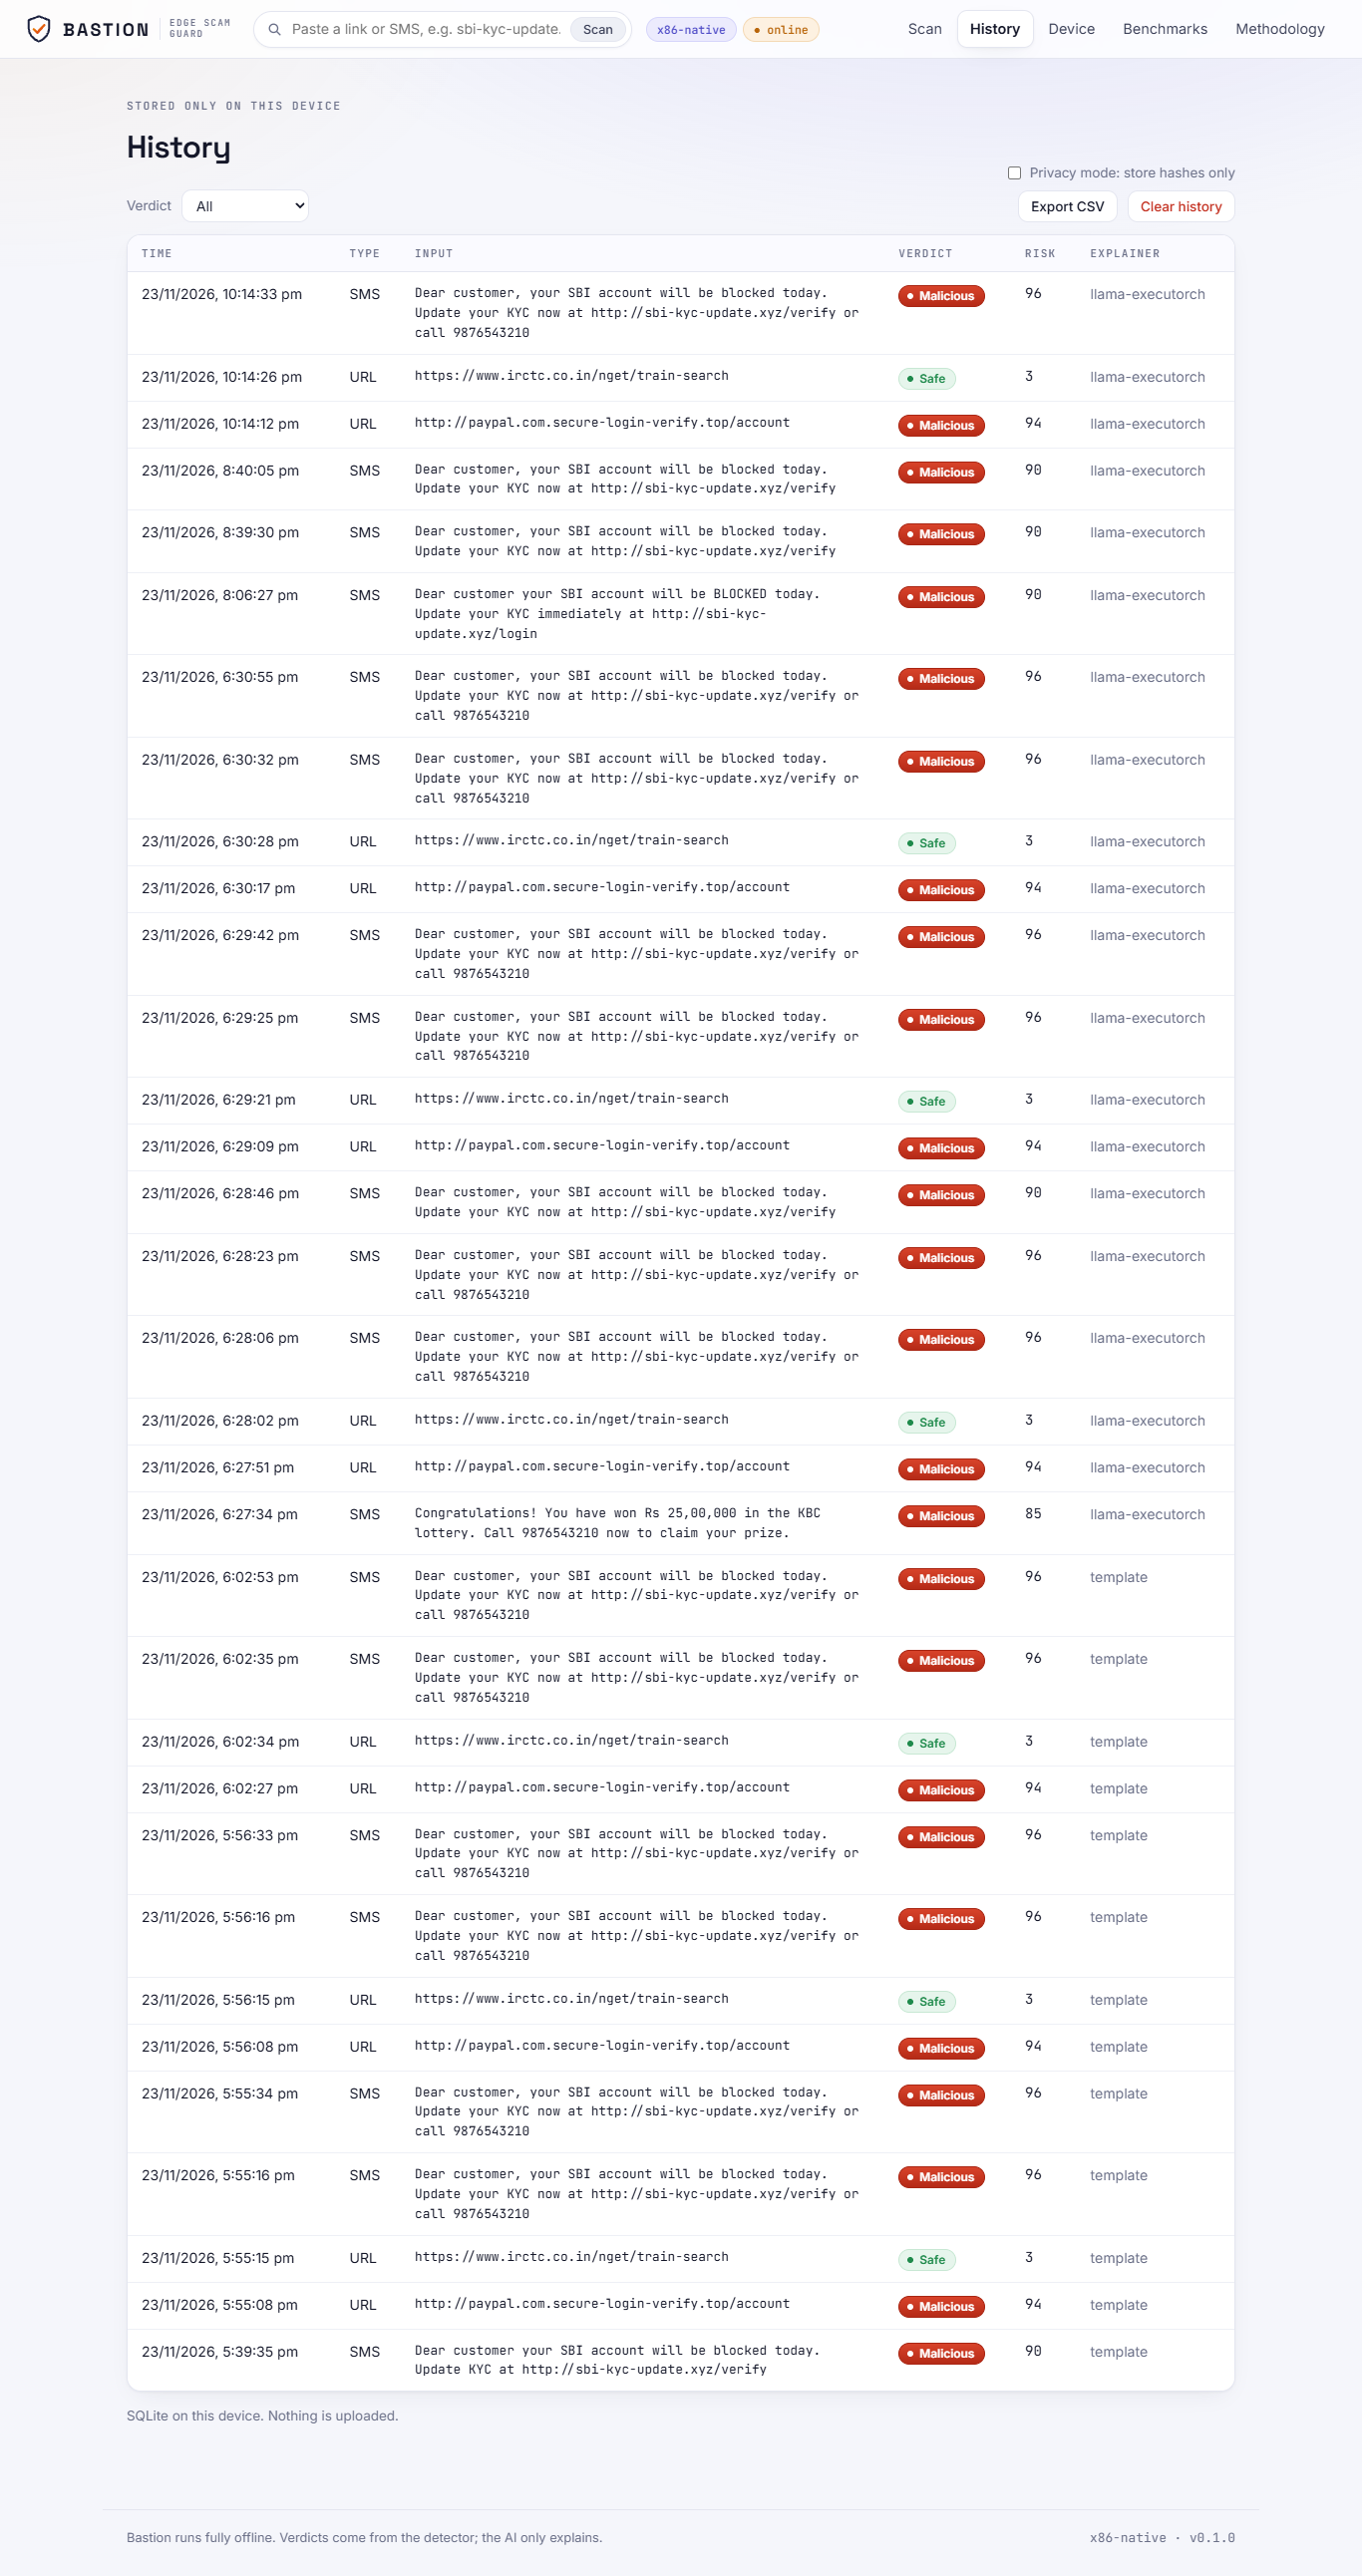 BASTION
EDGE SCAM
GUARD
Paste a link or SMS, e.g. sbi-kyc-update.
Scan
x86-native
online
Scan
History
Device
Benchmarks
Methodology
STORED ONLY ON THIS DEVICE
History
Privacy mode: store hashes only
Verdict
All
Export CSV
Clear history
TIME TYPE INPUT VERDICT RISK EXPLAINER
23/11/2026, 10:14:33 pm SMS Dear customer, your SBI account will be blocked today. Malicious 96 llama-executorch
Update your KYC now at http://sbi-kyc-update.xyz/verify or
call 9876543210
23/11/2026, 10:14:26 pm URL https://www.irctc.co.in/nget/train-search Safe 3 llama-executorch
23/11/2026, 10:14:12 pm URL http://paypal.com.secure-login-verify.top/account Malicious 94 llama-executorch
23/11/2026, 8:40:05 pm SMS Dear customer, your SBI account will be blocked today. Malicious 90 llama-executorch
Update your KYC now at http://sbi-kyc-update.xyz/verify
23/11/2026, 8:39:30 pm SMS Dear customer, your SBI account will be blocked today. Malicious 90 llama-executorch
Update your KYC now at http://sbi-kyc-update.xyz/verify
23/11/2026, 8:06:27 pm SMS Dear customer your SBI account will be BLOCKED today. Malicious 90 llama-executorch
Update your KYC immediately at http://sbi-kyc-
update.xyz/login
23/11/2026, 6:30:55 pm SMS Dear customer, your SBI account will be blocked today. Malicious 96 llama-executorch
Update your KYC now at http://sbi-kyc-update.xyz/verify or
call 9876543210
23/11/2026, 6:30:32 pm SMS Dear customer, your SBI account will be blocked today. Malicious 96 llama-executorch
Update your KYC now at http://sbi-kyc-update.xyz/verify or
call 9876543210
23/11/2026, 6:30:28 pm URL https://www.irctc.co.in/nget/train-search Safe 3 llama-executorch
23/11/2026, 6:30:17 pm URL http://paypal.com.secure-login-verify.top/account Malicious 94 llama-executorch
23/11/2026, 6:29:42 pm SMS Dear customer, your SBI account will be blocked today. Malicious 96 llama-executorch
Update your KYC now at http://sbi-kyc-update.xyz/verify or
call 9876543210
23/11/2026, 6:29:25 pm SMS Dear customer, your SBI account will be blocked today. Malicious 96 llama-executorch
Update your KYC now at http://sbi-kyc-update.xyz/verify or
call 9876543210
23/11/2026, 6:29:21 pm URL https://www.irctc.co.in/nget/train-search Safe 3 llama-executorch
23/11/2026, 6:29:09 pm URL http://paypal.com.secure-login-verify.top/account Malicious 94 llama-executorch
23/11/2026, 6:28:46 pm SMS Dear customer, your SBI account will be blocked today. Malicious 90 llama-executorch
Update your KYC now at http://sbi-kyc-update.xyz/verify
23/11/2026, 6:28:23 pm SMS Dear customer, your SBI account will be blocked today. Malicious 96 llama-executorch
Update your KYC now at http://sbi-kyc-update.xyz/verify or
call 9876543210
23/11/2026, 6:28:06 pm SMS Dear customer, your SBI account will be blocked today. Malicious 96 llama-executorch
Update your KYC now at http://sbi-kyc-update.xyz/verify or
call 9876543210
23/11/2026, 6:28:02 pm URL https://www.irctc.co.in/nget/train-search Safe 3 llama-executorch
23/11/2026, 6:27:51 pm URL http://paypal.com.secure-login-verify.top/account Malicious 94 llama-executorch
23/11/2026, 6:27:34 pm SMS Congratulations! You have won Rs 25,00,000 in the KBC Malicious 85 llama-executorch
lottery. Call 9876543210 now to claim your prize.
23/11/2026, 6:02:53 pm SMS Dear customer, your SBI account will be blocked today. Malicious 96 template
Update your KYC now at http://sbi-kyc-update.xyz/verify or
call 9876543210
23/11/2026, 6:02:35 pm SMS Dear customer, your SBI account will be blocked today. Malicious 96 template
Update your KYC now at http://sbi-kyc-update.xyz/verify or
call 9876543210
23/11/2026, 6:02:34 pm URL https://www.irctc.co.in/nget/train-search Safe 3 template
23/11/2026, 6:02:27 pm URL http://paypal.com.secure-login-verify.top/account Malicious 94 template
23/11/2026, 5:56:33 pm SMS Dear customer, your SBI account will be blocked today. Malicious 96 template
Update your KYC now at http://sbi-kyc-update.xyz/verify or
call 9876543210
23/11/2026, 5:56:16 pm SMS Dear customer, your SBI account will be blocked today. Malicious 96 template
Update your KYC now at http://sbi-kyc-update.xyz/verify or
call 9876543210
23/11/2026, 5:56:15 pm URL https://www.irctc.co.in/nget/train-search Safe 3 template
23/11/2026, 5:56:08 pm URL http://paypal.com.secure-login-verify.top/account Malicious 94 template
23/11/2026, 5:55:34 pm SMS Dear customer, your SBI account will be blocked today. Malicious 96 template
Update your KYC now at http://sbi-kyc-update.xyz/verify or
call 9876543210
23/11/2026, 5:55:16 pm SMS Dear customer, your SBI account will be blocked today. Malicious 96 template
Update your KYC now at http://sbi-kyc-update.xyz/verify or
call 9876543210
23/11/2026, 5:55:15 pm URL https://www.irctc.co.in/nget/train-search Safe 3 template
23/11/2026, 5:55:08 pm URL http://paypal.com.secure-login-verify.top/account Malicious 94 template
23/11/2026, 5:39:35 pm SMS Dear customer your SBI account will be blocked today. Malicious 90 template
Update KYC at http://sbi-kyc-update.xyz/verify
SQLite on this device. Nothing is uploaded.
Bastion runs fully offline. Verdicts come from the detector; the AI only explains.
x86-native · v0.1.0